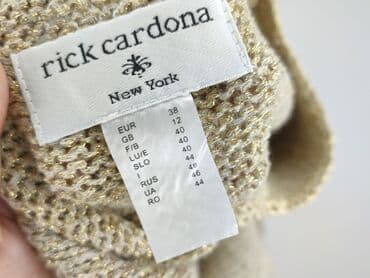 rick cardona
New York
EUR 38
GB 12
F/B 40
LU/E 40
SLO 40
I 44
RUS 46
UA 46
RO 44